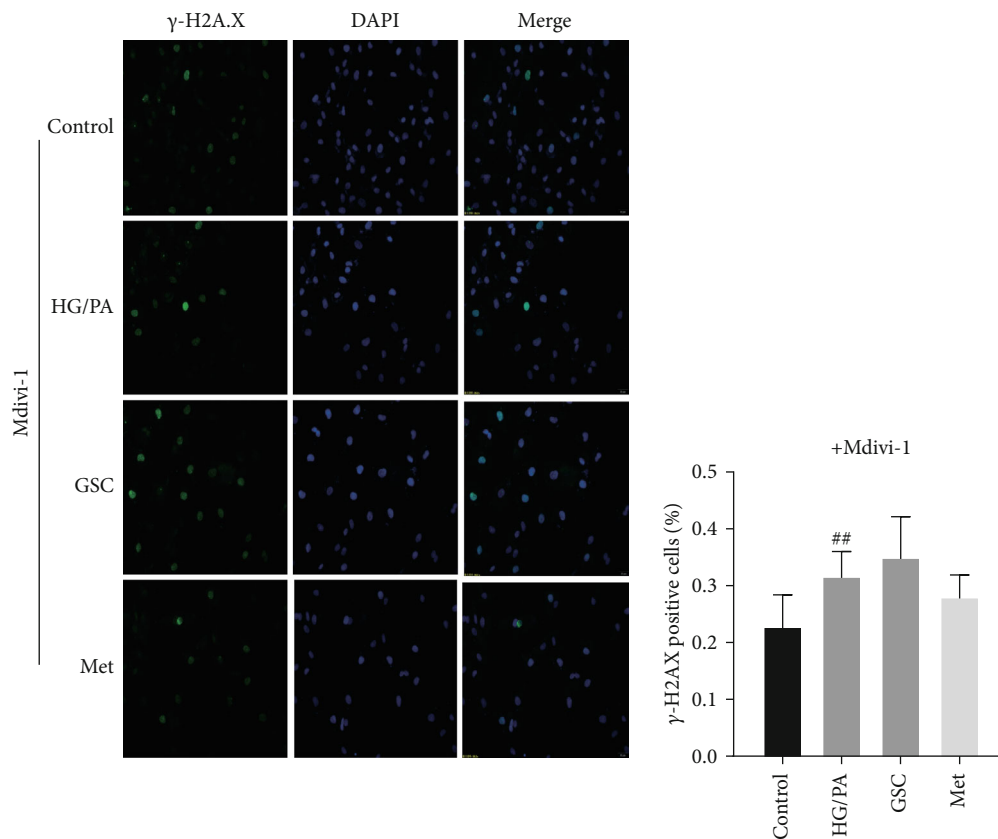 γ-H2A.X DAPI Merge
Control
HG/PA
GSC
Met
Mdivi-1
+Mdivi-1
γ-H2AX positive cells (%)
0.5
0.4
0.3
0.2
0.1
0.0
##
Control
HG/PA
GSC
Met